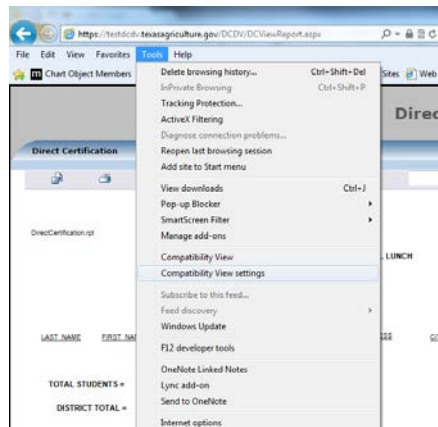 https://testdcdv.texasagriculture.gov/DCDV/DCViewReport.aspx
File Edit View Favorites Tools Help
Chart Object Members
Sites
Web
Delete browsing history... Ctrl+Shift+Del
InPrivate Browsing Ctrl+Shift+P
Tracking Protection...
ActiveX Filtering
Diagnose connection problems...
Reopen last browsing session
Add site to Start menu
View downloads Ctrl+J
Pop-up Blocker
SmartScreen Filter
Manage add-ons
Compatibility View
Compatibility View settings
Subscribe to this feed...
Feed discovery
Windows Update
F12 developer tools
OneNote Linked Notes
Lync add-on
Send to OneNote
Internet options
Direc
Direct Certification
DirectCertification.rpt
LUNCH
LAST NAME FIRST NA
TOTAL STUDENTS =
DISTRICT TOTAL =